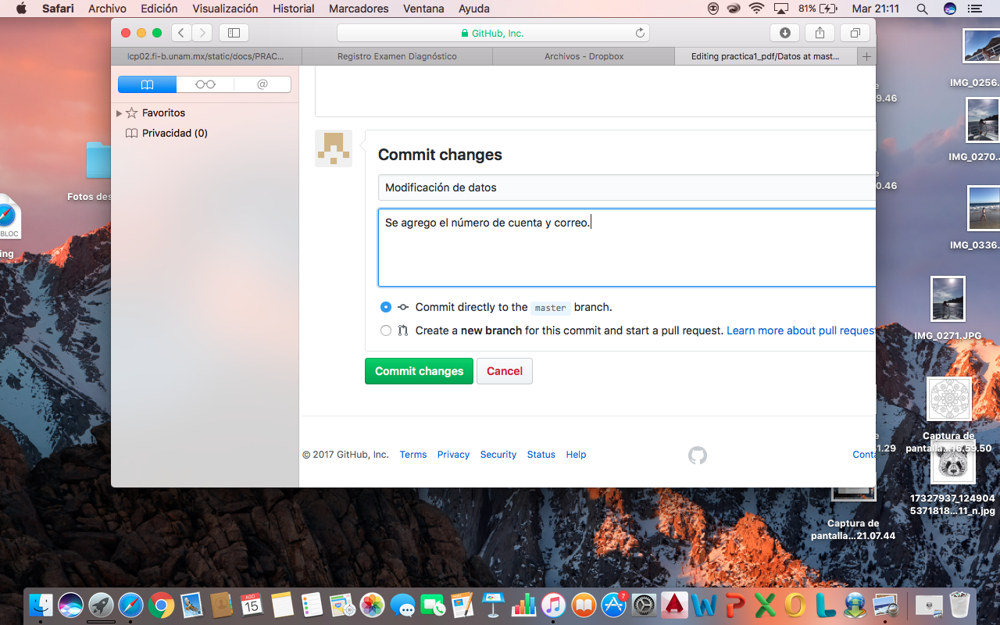 Safari Archivo Edición Visualización Historial Marcadores Ventana Ayuda 81% Mar 21:11
GitHub, Inc.
lcp02.fi-b.unam.mx/static/docs/PRAC... Registro Examen Diagnóstico Archivos - Dropbox Editing practica1_pdf/Datos at mast...
@
Favoritos
Privacidad (0)
Commit changes
Modificación de datos
Se agrego el número de cuenta y correo.
Commit directly to the master branch.
Create a new branch for this commit and start a pull request. Learn more about pull request
Commit changes Cancel
© 2017 GitHub, Inc. Terms Privacy Security Status Help Conta
Fotos des
BLOC
ing
IMG_0256.
9.46
IMG_0270.J
0.46
IMG_0336.
IMG_0271.JPG
Captura de
pantalla...16.59.50
1.29
17327937_124904
5371818...11_n.jpg
Captura de
pantalla...21.07.44
AGO
15
7